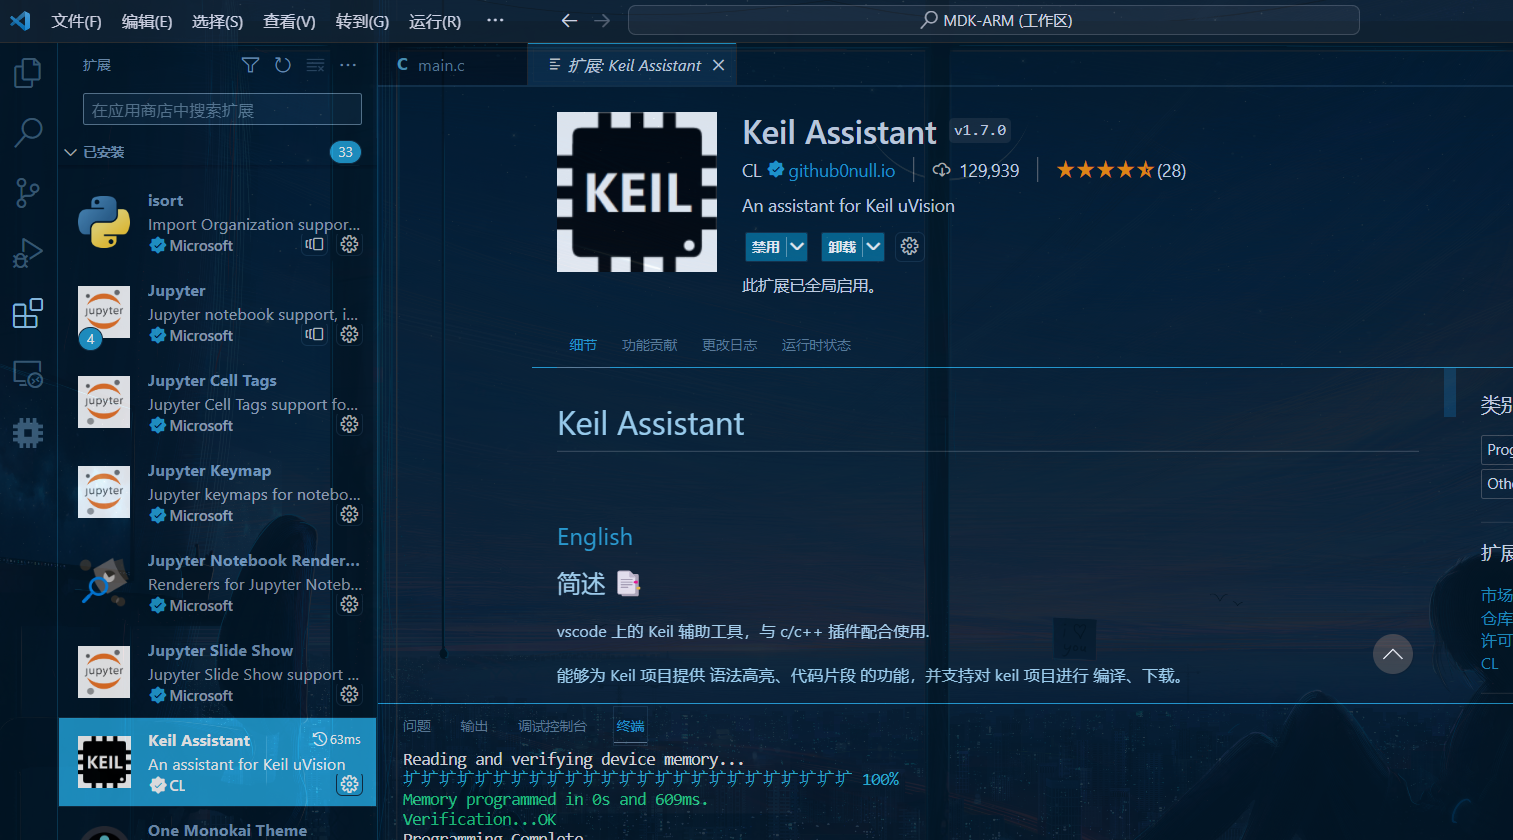 文件(F) 编辑(E) 选择(S) 查看(V) 转到(G) 运行(R) ··· MDK-ARM (工作区)
扩展
在应用商店中搜索扩展
已安装 33
isort
Import Organization suppor...
Microsoft
Jupyter
Jupyter notebook support, i...
Microsoft
jupyter
4
Jupyter Cell Tags
Jupyter Cell Tags support fo...
Microsoft
jupyter
Jupyter Keymap
Jupyter keymaps for notebo...
Microsoft
jupyter
Jupyter Notebook Render...
Renderers for Jupyter Noteb...
Microsoft
Jupyter Slide Show
Jupyter Slide Show support ...
Microsoft
jupyter
Keil Assistant 63ms
An assistant for Keil uVision
CL
KEIL
One Monokai Theme
C main.c
扩展: Keil Assistant
KEIL
Keil Assistant v1.7.0
CL github0null.io 129,939 (28)
An assistant for Keil uVision
禁用 卸载
此扩展已全局启用。
细节 功能贡献 更改日志 运行时状态
Keil Assistant
English
简述
vscode 上的 Keil 辅助工具，与 c/c++ 插件配合使用.
能够为 Keil 项目提供 语法高亮、代码片段 的功能，并支持对 keil 项目进行 编译、下载。
类别
Prog
Othe
扩展
市场
仓库
许可
CL
问题 输出 调试控制台 终端
Reading and verifying device memory...
扩扩扩扩扩扩扩扩扩扩扩扩扩扩扩扩扩扩扩扩扩扩扩扩扩 100%
Memory programmed in 0s and 609ms.
Verification...OK
Programming Complete